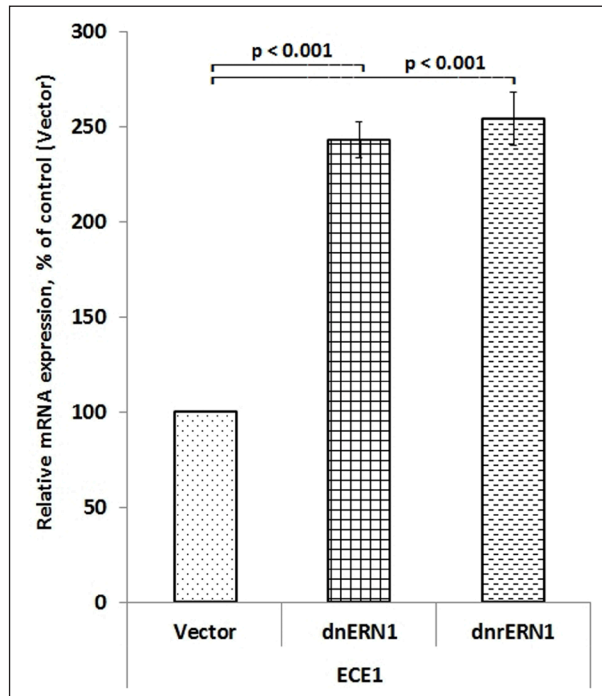 Relative mRNA expression, % of control (Vector)
300
250
200
150
100
50
0
p < 0.001
p < 0.001
Vector
dnERN1
dnrERN1
ECE1